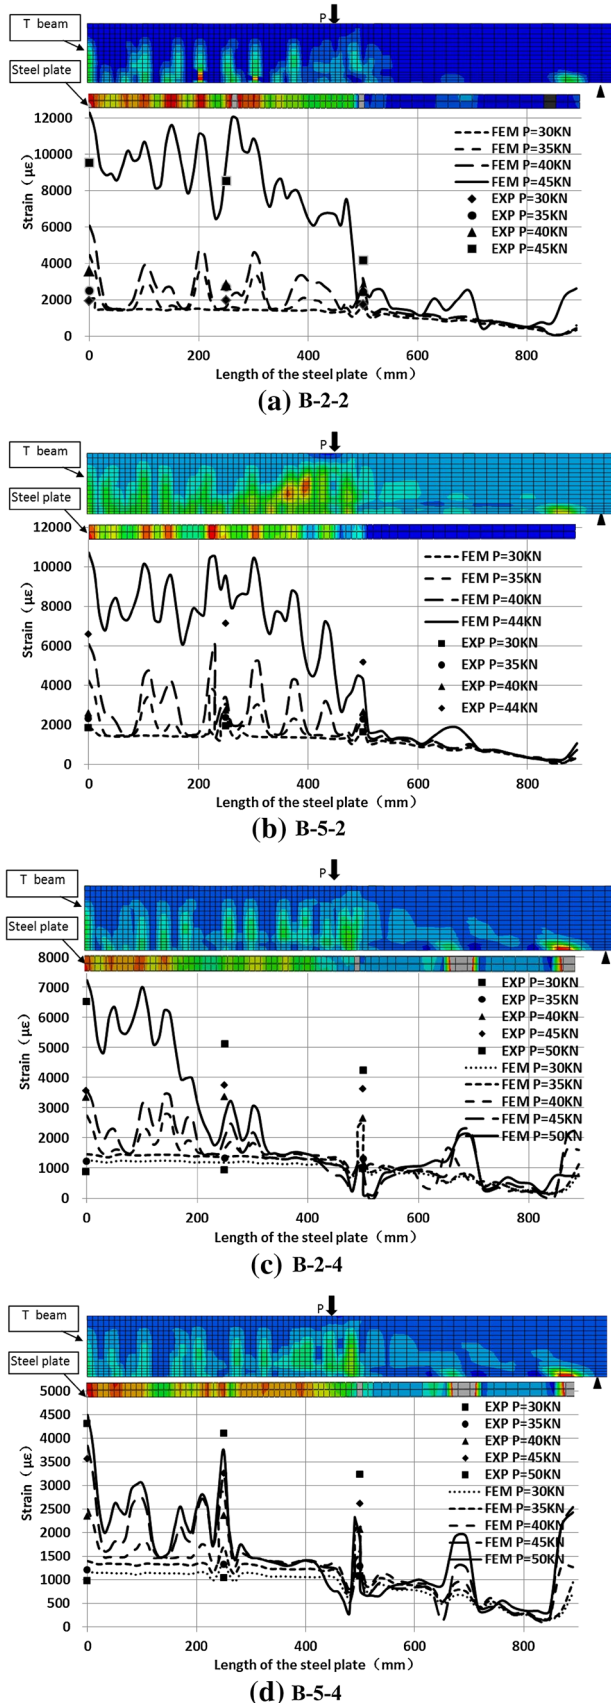 P
T beam
Steel plate
12000
10000
8000
6000
4000
2000
0
Strain（με）
FEM P=30KN
FEM P=35KN
FEM P=40KN
FEM P=45KN
EXP P=30KN
EXP P=35KN
EXP P=40KN
EXP P=45KN
0 200 400 600 800
Length of the steel plate（mm）
(a) B-2-2
P
T beam
Steel plate
12000
10000
8000
6000
4000
2000
0
Strain（με）
FEM P=30KN
FEM P=35KN
FEM P=40KN
FEM P=44KN
EXP P=30KN
EXP P=35KN
EXP P=40KN
EXP P=44KN
0 200 400 600 800
Length of the steel plate（mm）
(b) B-5-2
P
T beam
Steel plate
8000
7000
6000
5000
4000
3000
2000
1000
0
Strain（με）
EXP P=30KN
EXP P=35KN
EXP P=40KN
EXP P=45KN
EXP P=50KN
FEM P=30KN
FEM P=35KN
FEM P=40KN
FEM P=45KN
FEM P=50KN
0 200 400 600 800
Length of the steel plate（mm）
(c) B-2-4
P
T beam
Steel plate
5000
4500
4000
3500
3000
2500
2000
1500
1000
500
0
Strain（με）
EXP P=30KN
EXP P=35KN
EXP P=40KN
EXP P=45KN
EXP P=50KN
FEM P=30KN
FEM P=35KN
FEM P=40KN
FEM P=45KN
FEM P=50KN
0 200 400 600 800
Length of the steel plate（mm）
(d) B-5-4